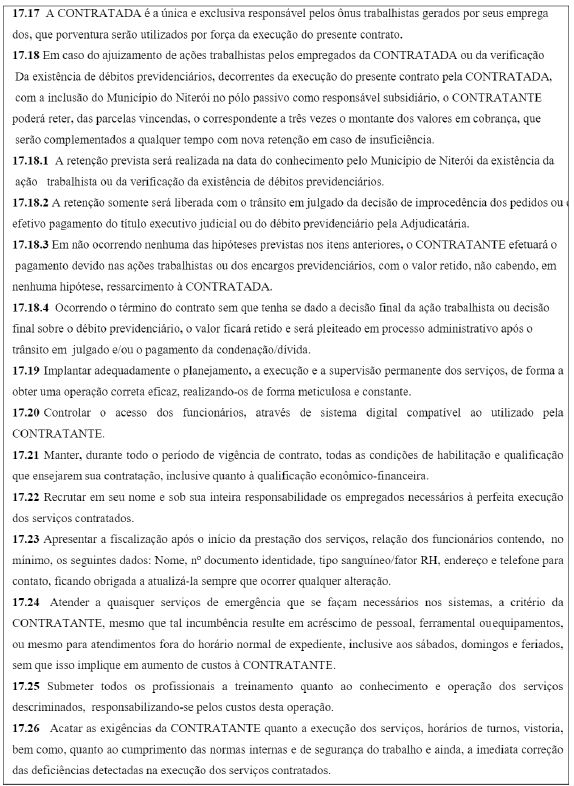 17.17 A CONTRATADA é a única e exclusiva responsável pelos ônus trabalhistas gerados por seus emprega
dos, que porventura serão utilizados por força da execução do presente contrato.
17.18 Em caso do ajuizamento de ações trabalhistas pelos empregados da CONTRATADA ou da verificação
Da existência de débitos previdenciários, decorrentes da execução do presente contrato pela CONTRATADA,
com a inclusão do Município do Niterói no pólo passivo como responsável subsidiário, o CONTRATANTE
poderá reter, das parcelas vincendas, o correspondente a três vezes o montante dos valores em cobrança, que
serão complementados a qualquer tempo com nova retenção em caso de insuficiência.
17.18.1 A retenção prevista será realizada na data do conhecimento pelo Município de Niterói da existência da
ação trabalhista ou da verificação da existência de débitos previdenciários.
17.18.2 A retenção somente será liberada com o trânsito em julgado da decisão de improcedência dos pedidos ou
efetivo pagamento do título executivo judicial ou do débito previdenciário pela Adjudicatária.
17.18.3 Em não ocorrendo nenhuma das hipóteses previstas nos itens anteriores, o CONTRATANTE efetuará o
pagamento devido nas ações trabalhistas ou dos encargos previdenciários, com o valor retido, não cabendo, em
nenhuma hipótese, ressarcimento à CONTRATADA.
17.18.4 Ocorrendo o término do contrato sem que tenha se dado a decisão final da ação trabalhista ou decisão
final sobre o débito previdenciário, o valor ficará retido e será pleiteado em processo administrativo após o
trânsito em julgado e/ou o pagamento da condenação/dívida.
17.19 Implantar adequadamente o planejamento, a execução e a supervisão permanente dos serviços, de forma a
obter uma operação correta eficaz, realizando-os de forma meticulosa e constante.
17.20 Controlar o acesso dos funcionários, através de sistema digital compatível ao utilizado pela
CONTRATANTE.
17.21 Manter, durante todo o período de vigência de contrato, todas as condições de habilitação e qualificação
que ensejarem sua contratação, inclusive quanto à qualificação econômico-financeira.
17.22 Recrutar em seu nome e sob sua inteira responsabilidade os empregados necessários à perfeita execução
dos serviços contratados.
17.23 Apresentar a fiscalização após o início da prestação dos serviços, relação dos funcionários contendo, no
mínimo, os seguintes dados: Nome, nº documento identidade, tipo sanguíneo/fator RH, endereço e telefone para
contato, ficando obrigada a atualizá-la sempre que ocorrer qualquer alteração.
17.24 Atender a quaisquer serviços de emergência que se façam necessários nos sistemas, a critério da
CONTRATANTE, mesmo que tal incumbência resulte em acréscimo de pessoal, ferramental ouequipamentos,
ou mesmo para atendimentos fora do horário normal de expediente, inclusive aos sábados, domingos e feriados,
sem que isso implique em aumento de custos à CONTRATANTE.
17.25 Submeter todos os profissionais a treinamento quanto ao conhecimento e operação dos serviços
descriminados, responsabilizando-se pelos custos desta operação.
17.26 Acatar as exigências da CONTRATANTE quanto a execução dos serviços, horários de turnos, vistoria,
bem como, quanto ao cumprimento das normas internas e de segurança do trabalho e ainda, a imediata correção
das deficiências detectadas na execução dos serviços contratados.